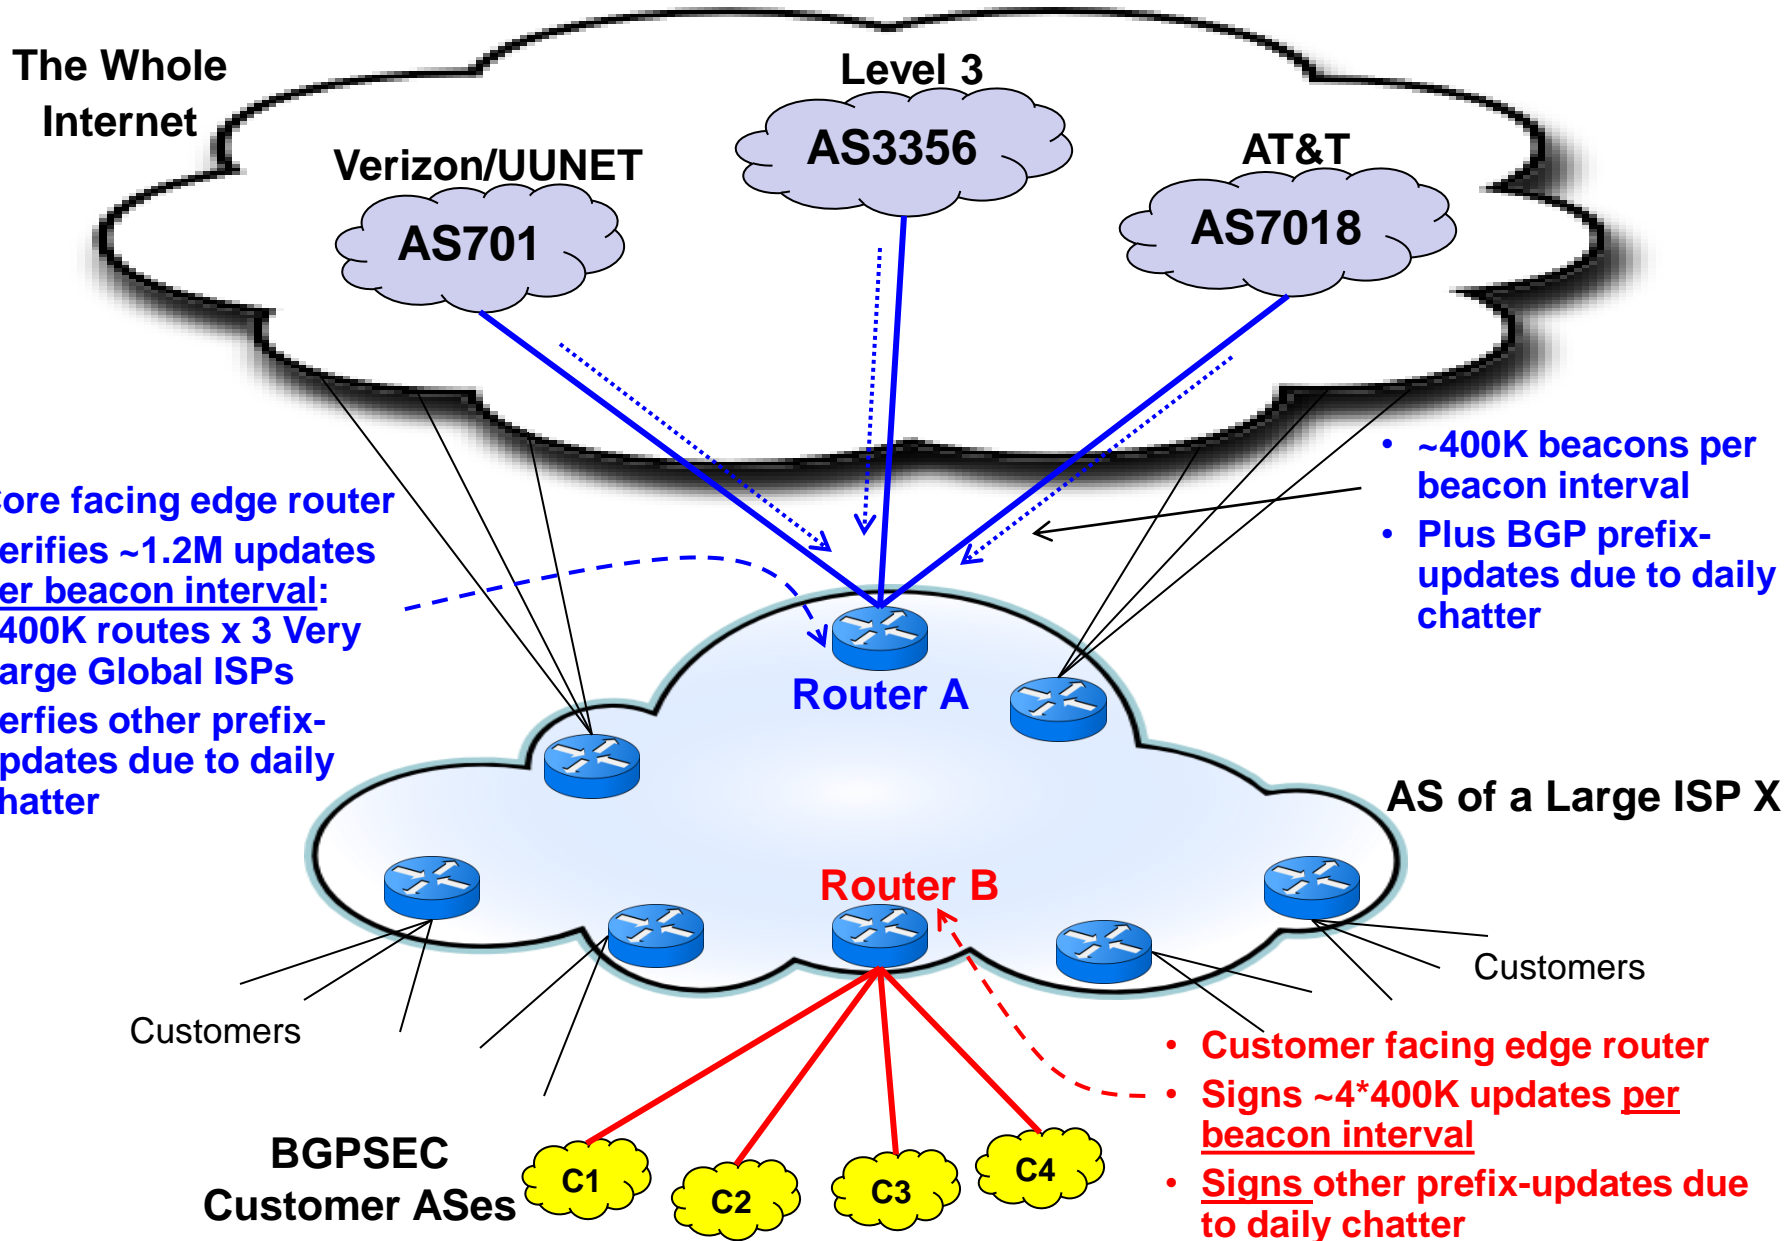 The Whole
Internet
Level 3
AS3356
Verizon/UUNET
AS701
AT&T
AS7018
• ~400K beacons per
beacon interval
• Plus BGP prefix-
updates due to daily
chatter
ore facing edge router
erifies ~1.2M updates
er beacon interval:
400K routes x 3 Very
arge Global ISPs
erfies other prefix-
pdates due to daily
hatter
Router A
AS of a Large ISP X
Router B
Customers
Customers
• Customer facing edge router
• Signs ~4*400K updates per
beacon interval
• Signs other prefix-updates due
to daily chatter
BGPSEC
Customer ASes
C1
C2
C3
C4